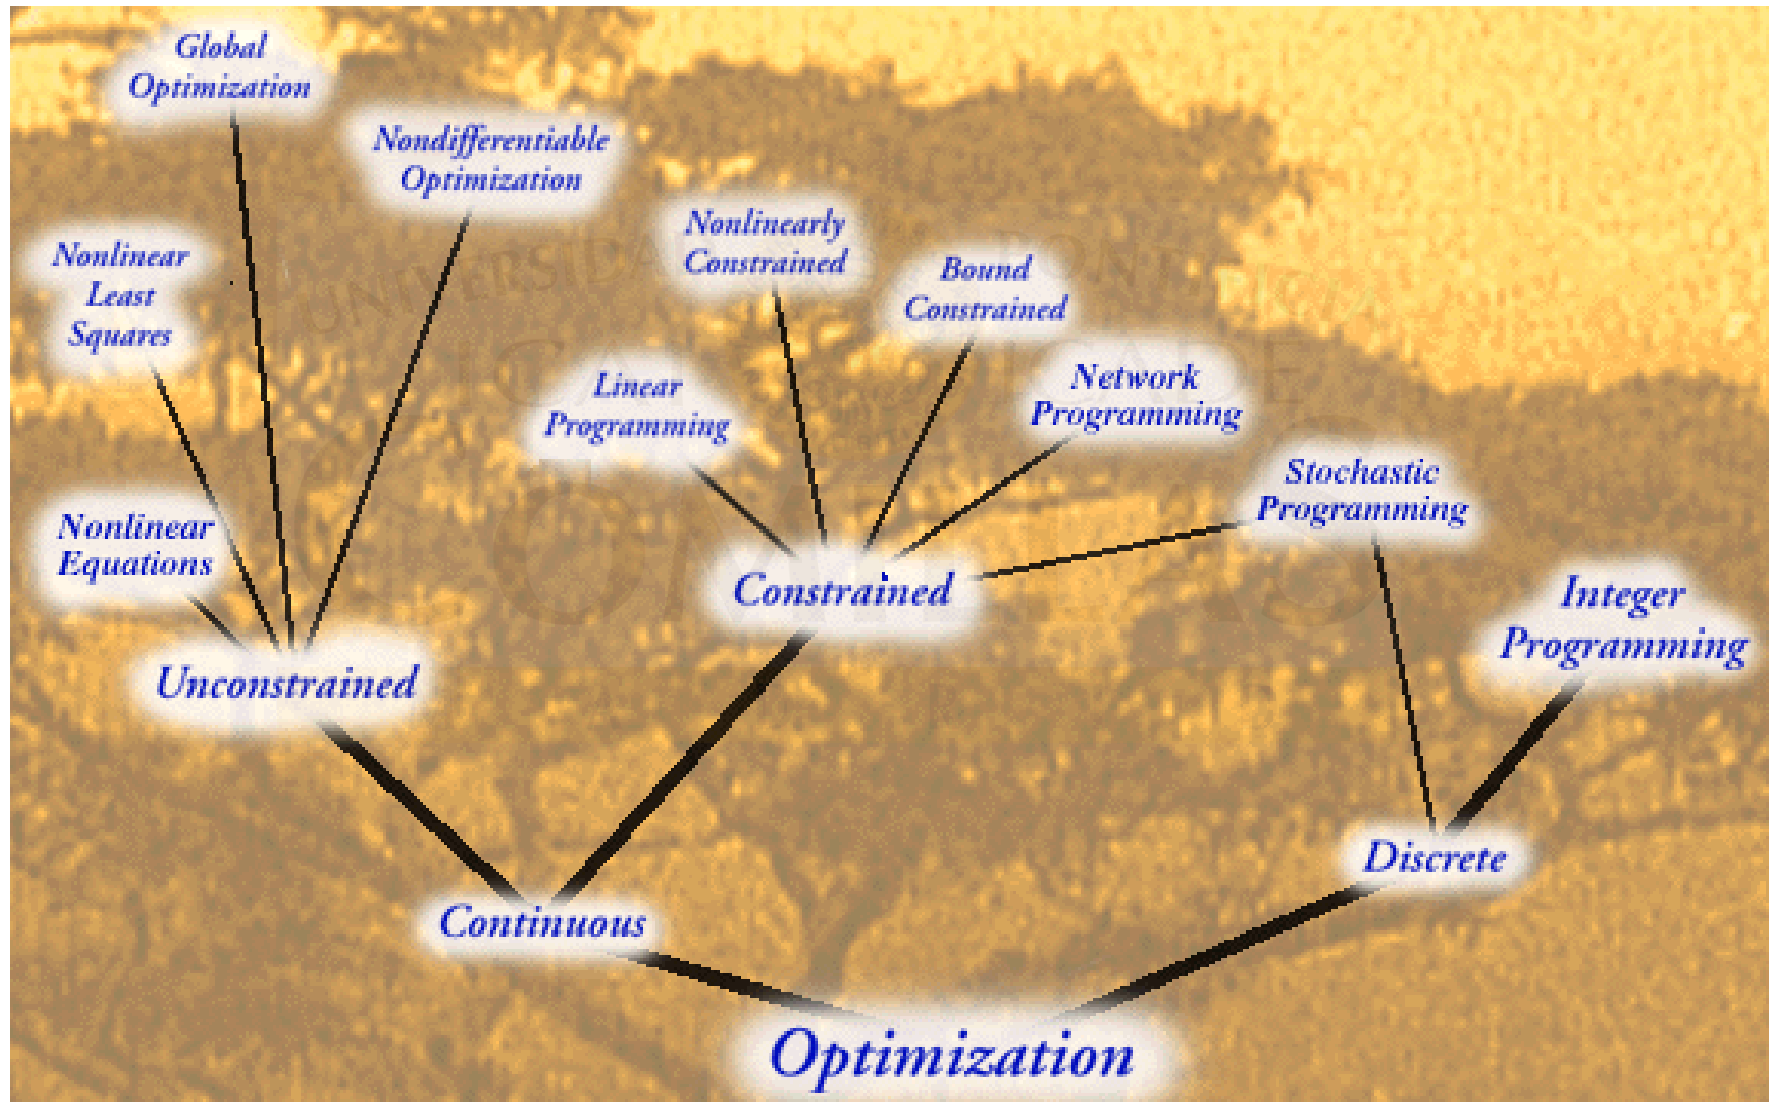 Global
Optimization
Nondifferentiable
Optimization
Nonlinearly
Constrained
Nonlinear
Least
Squares
Bound
Constrained
Linear
Programming
Network
Programming
Stochastic
Programming
Nonlinear
Equations
Constrained
Integer
Programming
Unconstrained
Discrete
Continuous
Optimization